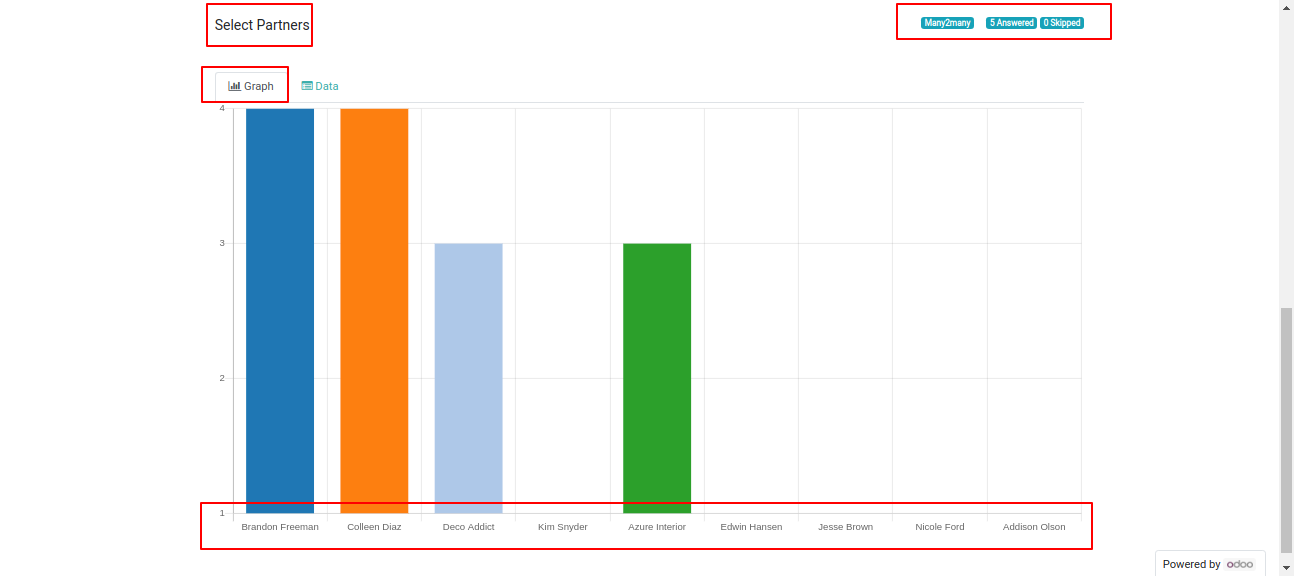 Select Partners
Many2many 5 Answered 0 Skipped
Graph Data
4
3
2
1
Brandon Freeman Colleen Diaz Deco Addict Kim Snyder Azure Interior Edwin Hansen Jesse Brown Nicole Ford Addison Olson
Powered by odoo